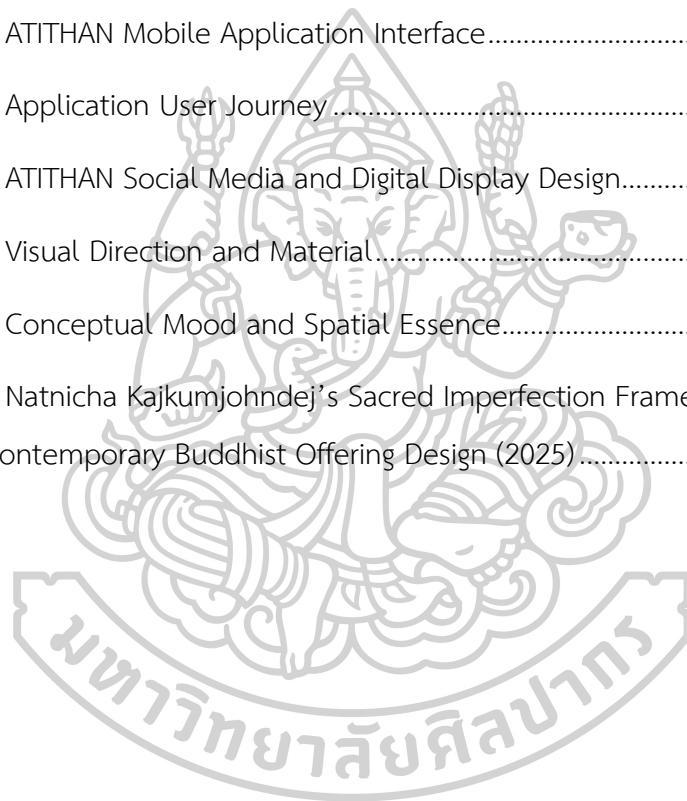 ATITHAN Mobile Application Interface
Application User Journey
ATITHAN Social Media and Digital Display Design
Visual Direction and Material
Conceptual Mood and Spatial Essence
Natnicha Kajkumjohndej’s Sacred Imperfection Frame
ontemporary Buddhist Offering Design (2025)
มหาวิทยาลัยศิลปากร